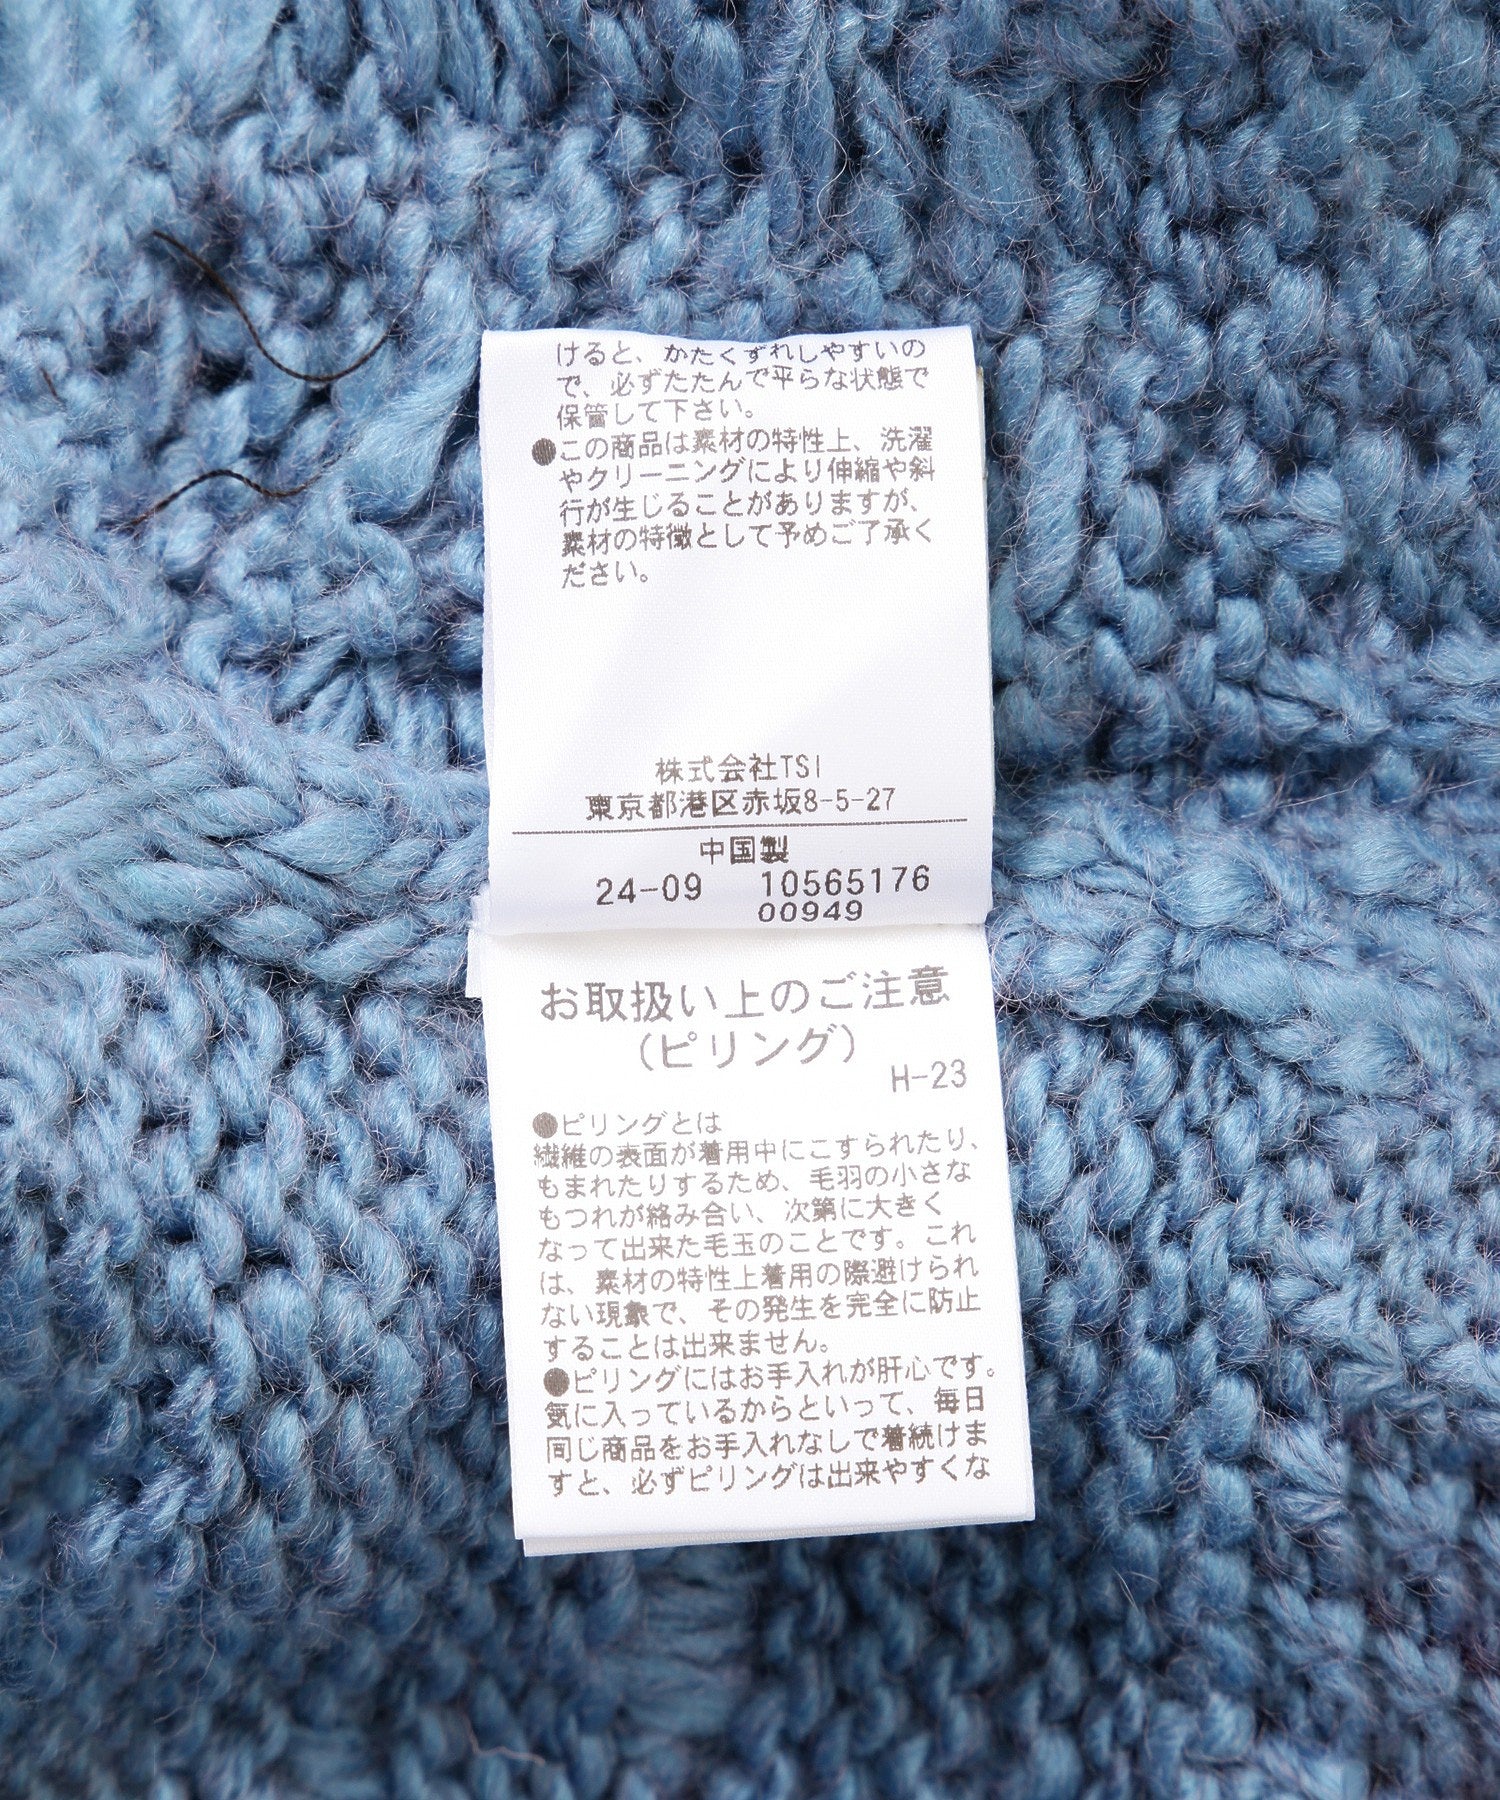 けると、かたくずれしやすいの
で、必ずたたんで平らな状態で
保管して下さい。
●この商品は素材の特性上、洗濯
やクリーニングにより伸縮や斜
行が生じることがありますが、
素材の特徴として予めご了承く
ださい。
株式会社TSI
東京都港区赤坂8-5-27
中国製
24-09 10565176
00949
お取扱い上のご注意
（ピリング）
H-23
●ピリングとは
繊維の表面が着用中にこすられたり、
もまれたりするため、毛羽の小さな
もつれが絡み合い、次第に大きく
なって出来た毛玉のことです。これ
は、素材の特性上着用の際避けられ
ない現象で、その発生を完全に防止
することは出来ません。
●ピリングにはお手入れが肝心です。
気に入っているからといって、毎日
同じ商品をお手入れなしで着続けま
すと、必ずピリングは出来やすくな